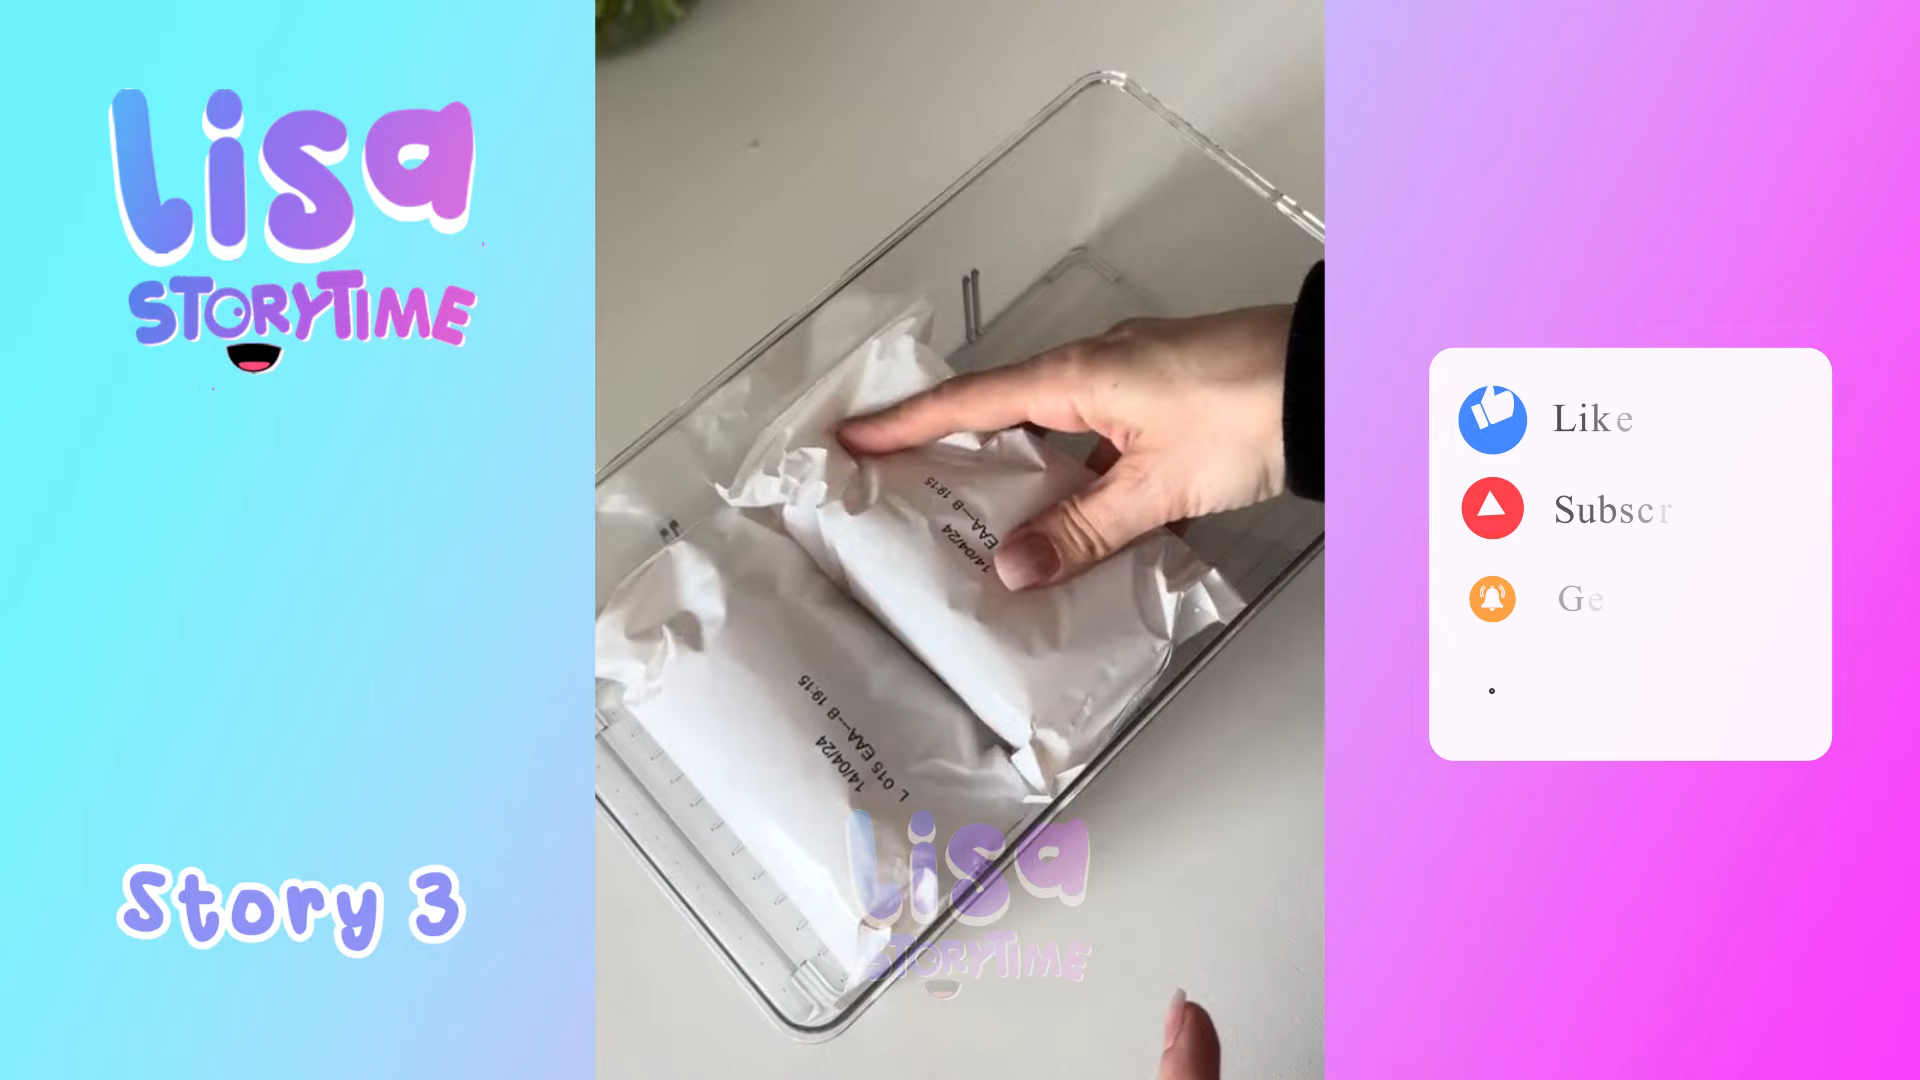 Lisa
STORYTIME
Story 3
EAA—B 19:15
14/04/24
L 015 EAA—B 19:15
14/04/24
Lisa
STORYTIME
Like
Subscr
Ge